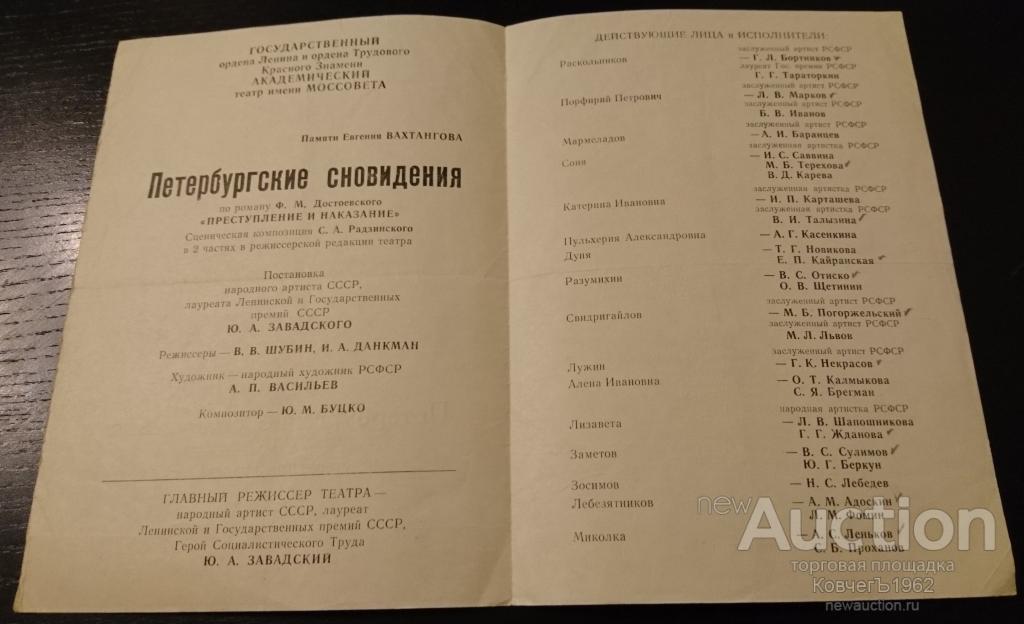 ГОСУДАРСТВЕННЫЙ
ордена Ленина и ордена Трудового
Красного Знамени
АКАДЕМИЧЕСКИЙ
театр имени МОССОВЕТА
Памяти Евгения ВАХТАНГОВА
Петербургские сновидения
по роману Ф. М. Достоевского
«ПРЕСТУПЛЕНИЕ И НАКАЗАНИЕ»
Сценическая композиция С. А. Радзинского
в 2 частях в режиссерской редакции театра
Постановка
народного артиста СССР,
лауреата Ленинской и Государственных
премий СССР
Ю. А. ЗАВАДСКОГО
Режиссеры — В. В. ШУБИН, И. А. ДАНКМАН
Художник — народный художник РСФСР
А. П. ВАСИЛЬЕВ
Композитор — Ю. М. БУЦКО
ГЛАВНЫЙ РЕЖИССЕР ТЕАТРА —
народный артист СССР, лауреат
Ленинской и Государственных премий СССР,
Герой Социалистического Труда
Ю. А. ЗАВАДСКИЙ
ДЕЙСТВУЮЩИЕ ЛИЦА и ИСПОЛНИТЕЛИ:
заслуженный артист РСФСР
Раскольников — Г. Л. Бортников
лауреат Гос. премии РСФСР
Г. Г. Тараторкин
заслуженный артист РСФСР
Порфирий Петрович — Л. В. Марков
заслуженный артист РСФСР
Б. В. Иванов
заслуженный артист РСФСР
Мармеладов — А. И. Баранцев
заслуженная артистка РСФСР
Соня — И. С. Саввина
М. Б. Терехова
В. Д. Карева
заслуженная артистка РСФСР
Катерина Ивановна — И. П. Карташева
заслуженная артистка РСФСР
В. И. Талызина
Пульхерия Александровна — А. Г. Касенкина
Дуня — Т. Г. Новикова
Е. П. Кайранская
Разумихин — В. С. Отиско
О. В. Щетинин
заслуженный артист РСФСР
Свидригайлов — М. Б. Погоржельский
заслуженный артист РСФСР
М. Л. Львов
заслуженный артист РСФСР
Лужин — Г. К. Некрасов
Алена Ивановна — О. Т. Калмыкова
С. Я. Брегман
народная артистка РСФСР
Лизавета — Л. В. Шапошникова
Г. Г. Жданова
Заметов — В. С. Сулимов
Ю. Г. Беркун
Зосимов — Н. С. Лебедев
Лебезятников — А. М. Адоскин
Л. М. Фомин
Миколка — А. С. Леньков
С. Б. Проханов
newAuction
торговая площадка
КовчегЪ1962
newauction.ru